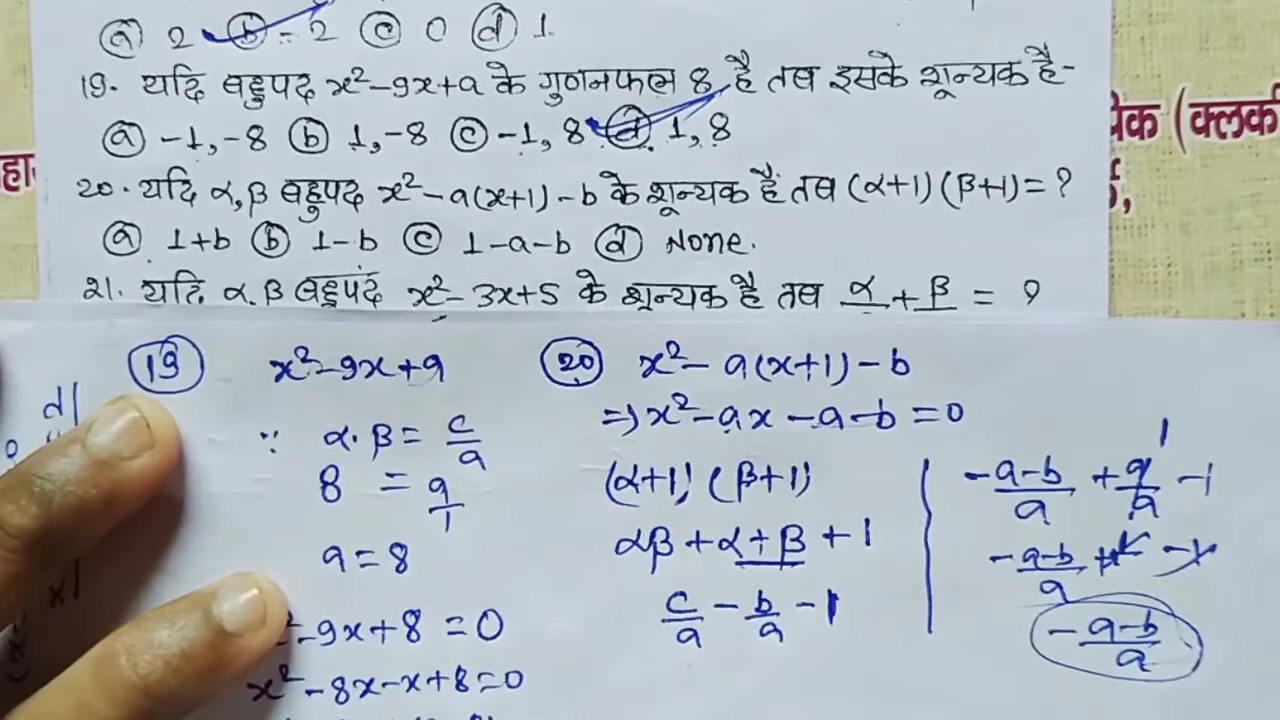 ⓐ 2 ⓑ -2 ⓒ 0 ⓓ 1.
19. यदि बहुपद x²-9x+a के गुणनफल 8 है तब इसके शून्यक है-
ⓐ -1,-8 ⓑ 1,-8 ⓒ -1,8 ⓓ 1,8
20. यदि α,β बहुपद x²-a(x+1)-b के शून्यक हैं तब (α+1)(β+1)=?
ⓐ 1+b ⓑ 1-b ⓒ 1-a-b ⓓ None.
21. यदि α.β बहुपद x²-3x+5 के शून्यक है तब α/ + β/ = ?
िक (क्लर्क
हा
(19) x²-9x+a
∵ α.β = c/a
8 = a/1
a=8
-9x+8=0
x²-8x-x+8=0
(20) x²-a(x+1)-b
⇒x²-ax-a-b=0
(α+1)(β+1)
αβ+α+β+1
c/a - b/a - 1
1
(-a-b)/a + a/a - 1
(-a-b)/a + 1 - 1
(-a-b)/a